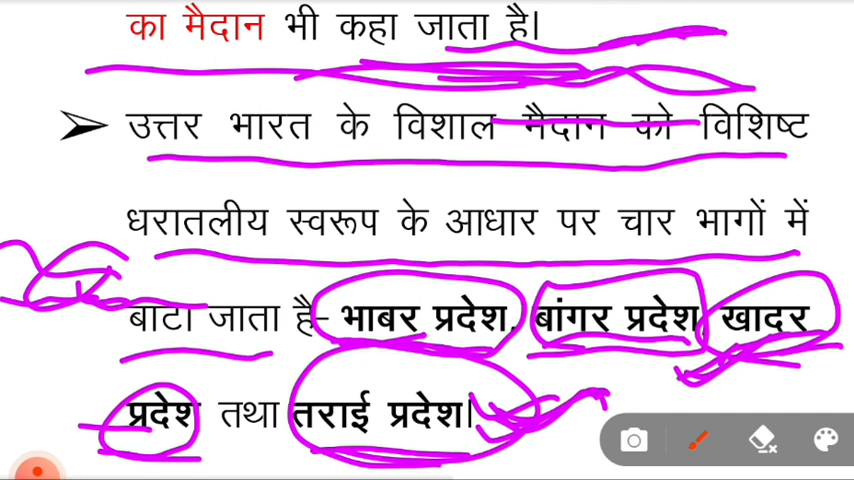 का मैदान भी कहा जाता है।
उत्तर भारत के विशाल मैदान को विशिष्ट
धरातलीय स्वरूप के आधार पर चार भागों में
बाटा जाता है- भाबर प्रदेश, बांगर प्रदेश, खादर
प्रदेश तथा तराई प्रदेश।